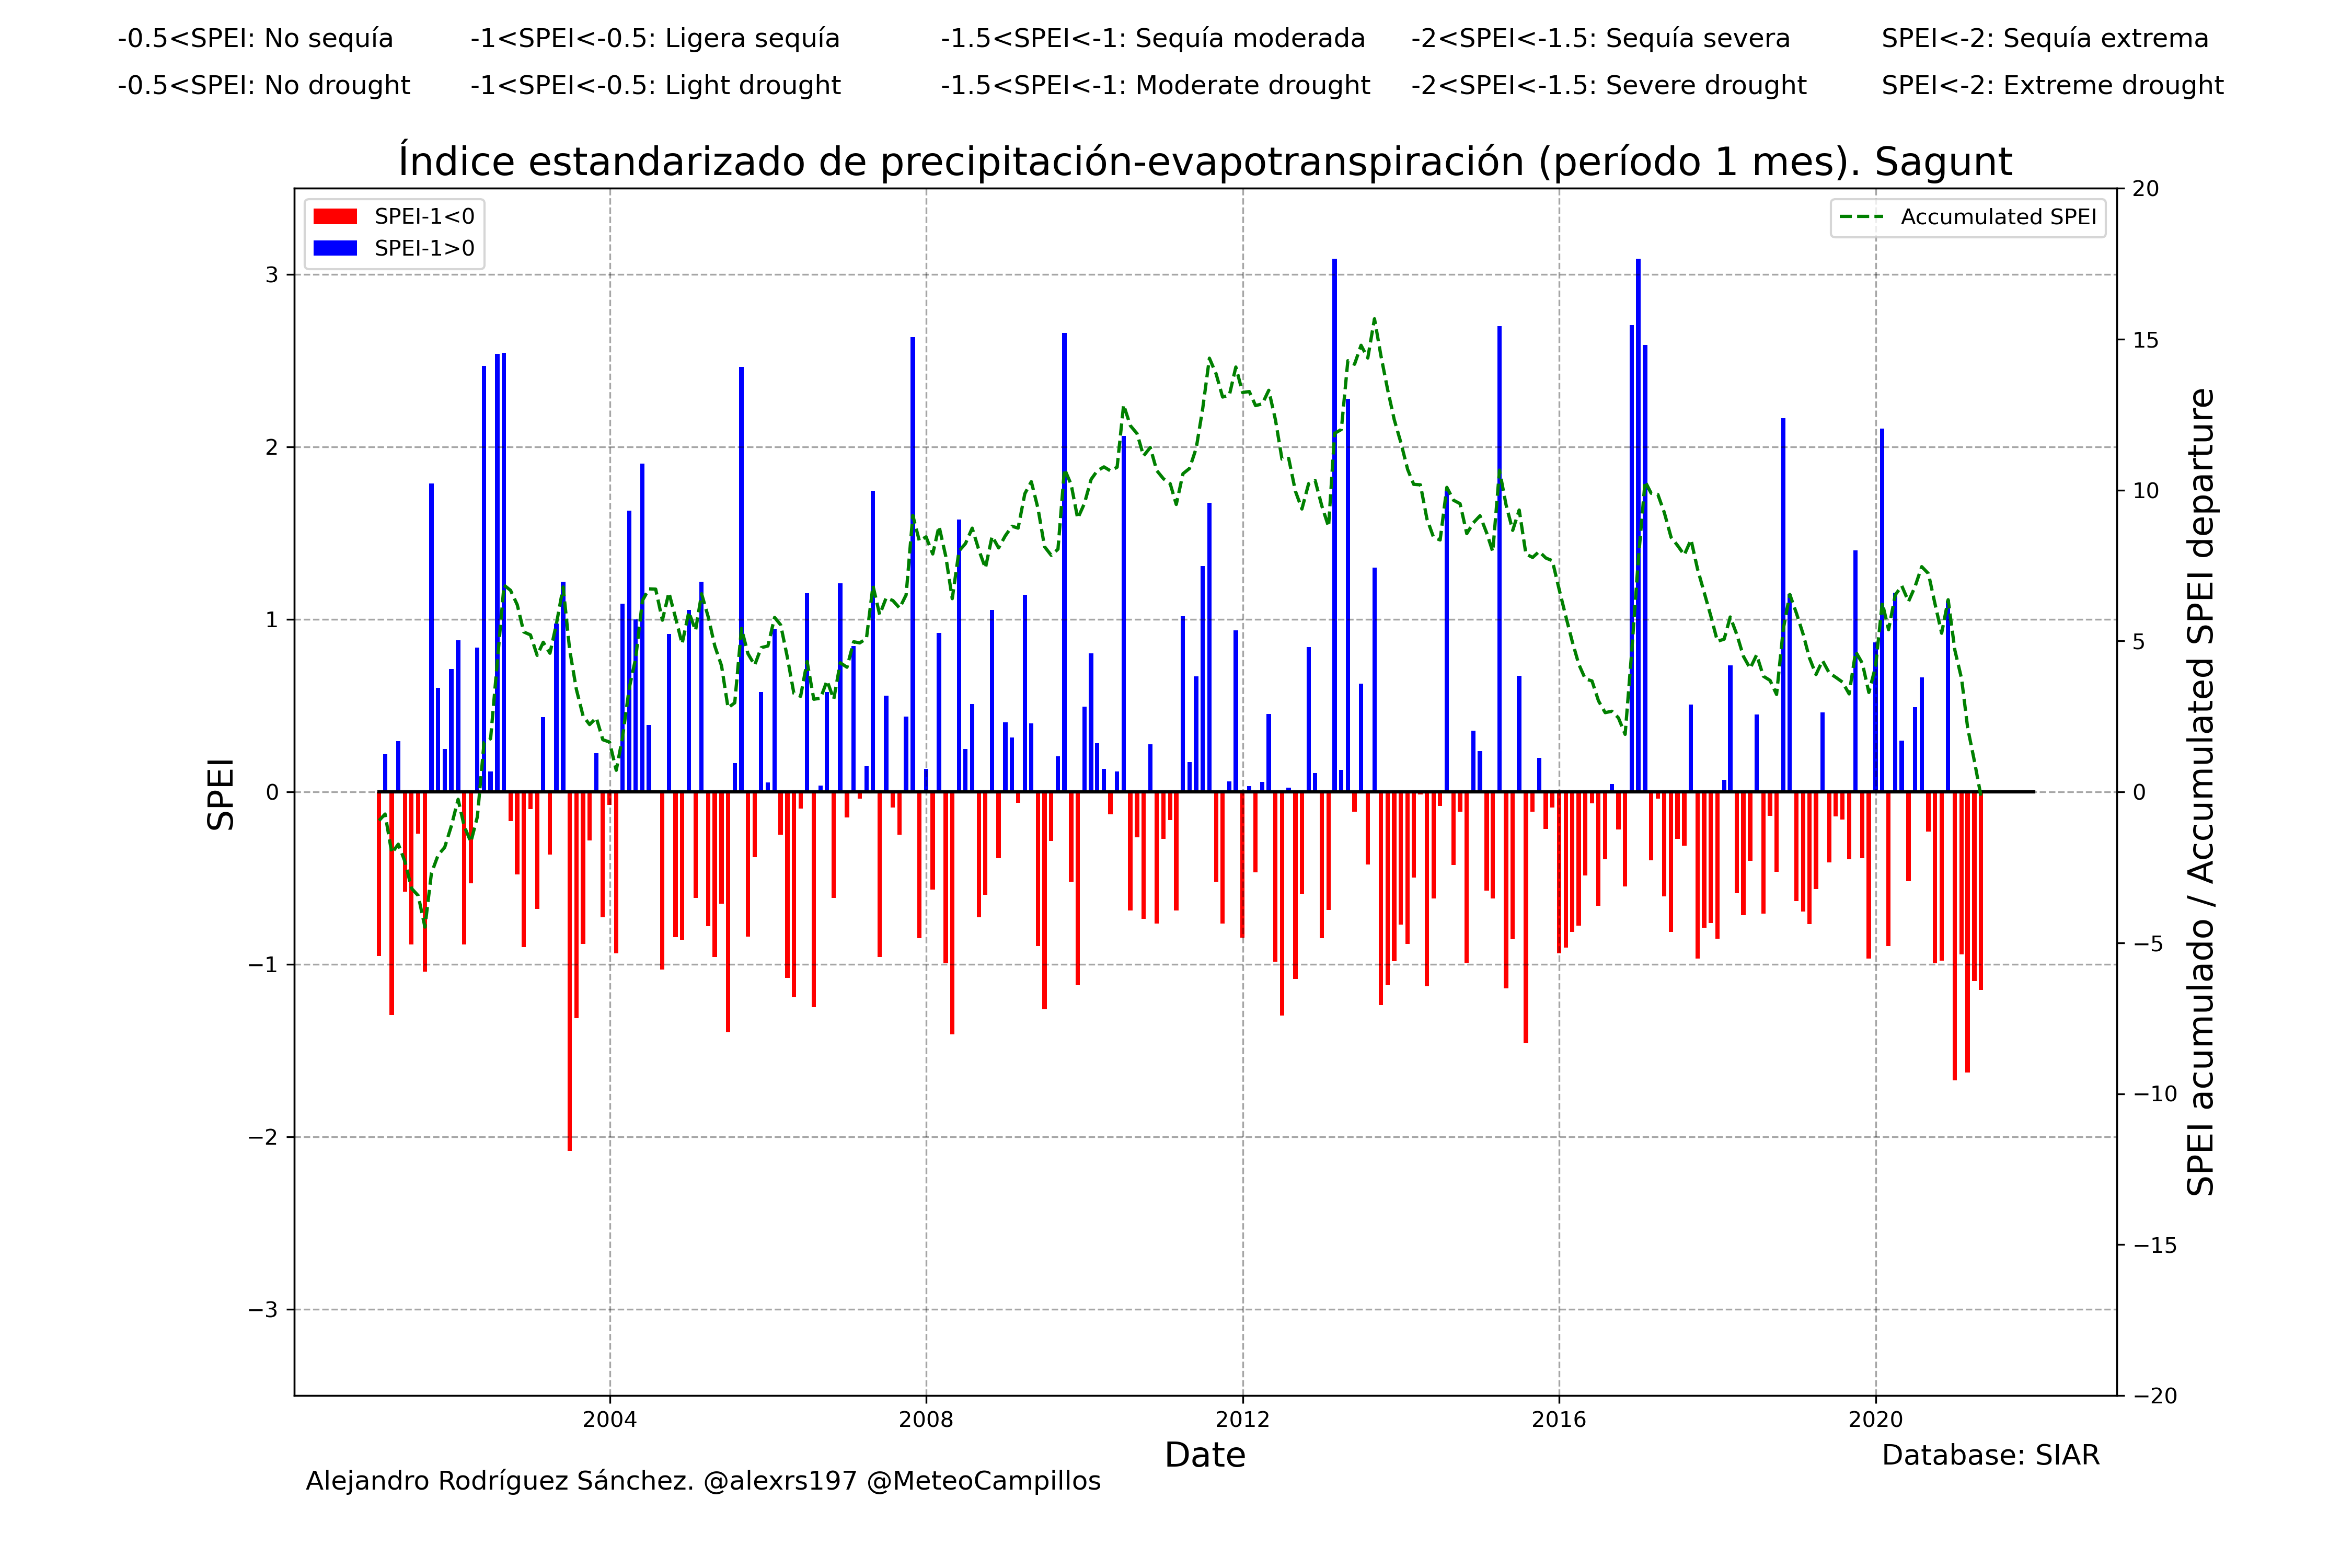 -0.5<SPEI: No sequía -1<SPEI<-0.5: Ligera sequía -1.5<SPEI<-1: Sequía moderada -2<SPEI<-1.5: Sequía severa SPEI<-2: Sequía extrema
-0.5<SPEI: No drought -1<SPEI<-0.5: Light drought -1.5<SPEI<-1: Moderate drought -2<SPEI<-1.5: Severe drought SPEI<-2: Extreme drought
Índice estandarizado de precipitación-evapotranspiración (período 1 mes). Sagunt
SPEI-1<0
SPEI-1>0
Accumulated SPEI
SPEI
3
2
1
0
−1
−2
−3
20
15
10
5
0
−5
−10
−15
−20
SPEI acumulado / Accumulated SPEI departure
2004 2008 2012 2016 2020
Date
Database: SIAR
Alejandro Rodríguez Sánchez. @alexrs197 @MeteoCampillos